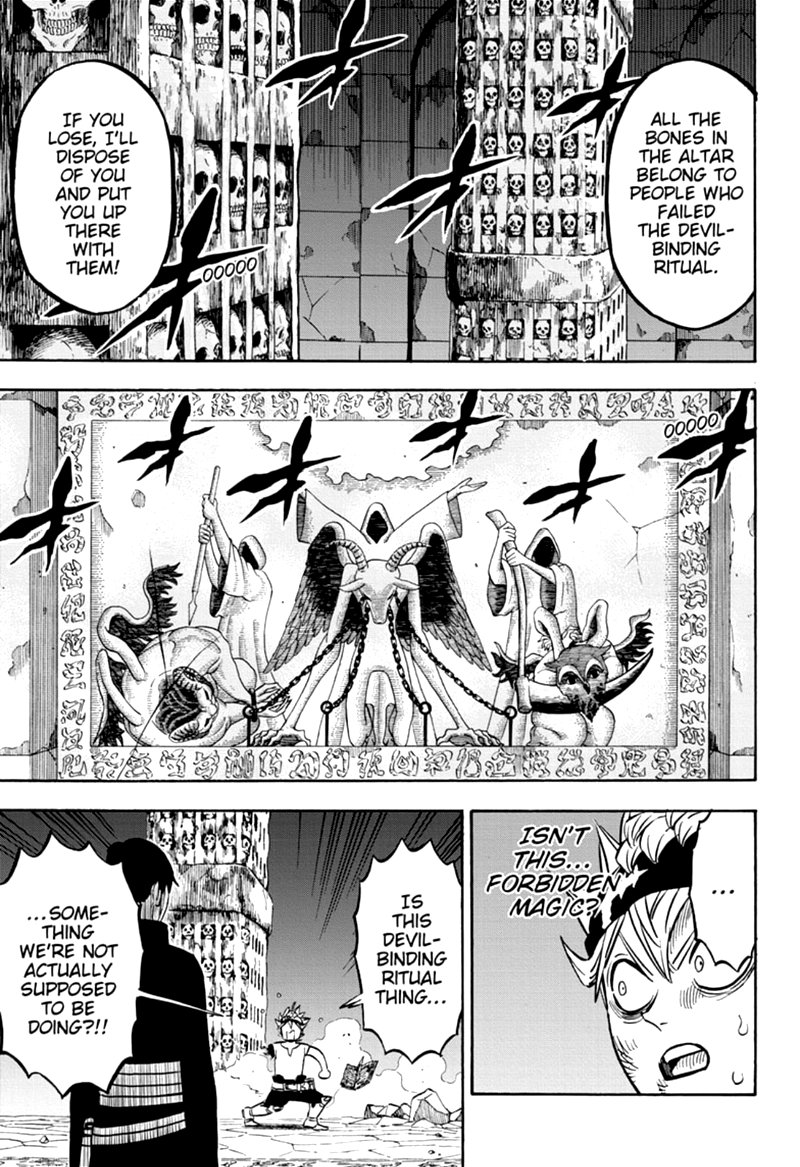 ALL THE
BONES IN
THE ALTAR
BELONG TO
PEOPLE WHO
FAILED
THE DEVIL-
BINDING
RITUAL.
IF YOU
LOSE, I'LL
DISPOSE
OF YOU
AND PUT
YOU UP
THERE
WITH
THEM!
OOOOO
OOOOO
...
ISN'T
THIS...
FORBIDDEN
MAGIC?
IS
THIS
DEVIL-
BINDING
RITUAL
THING...
...SOME-
THING
WE'RE NOT
ACTUALLY
SUPPOSED
TO BE
DOING?!!